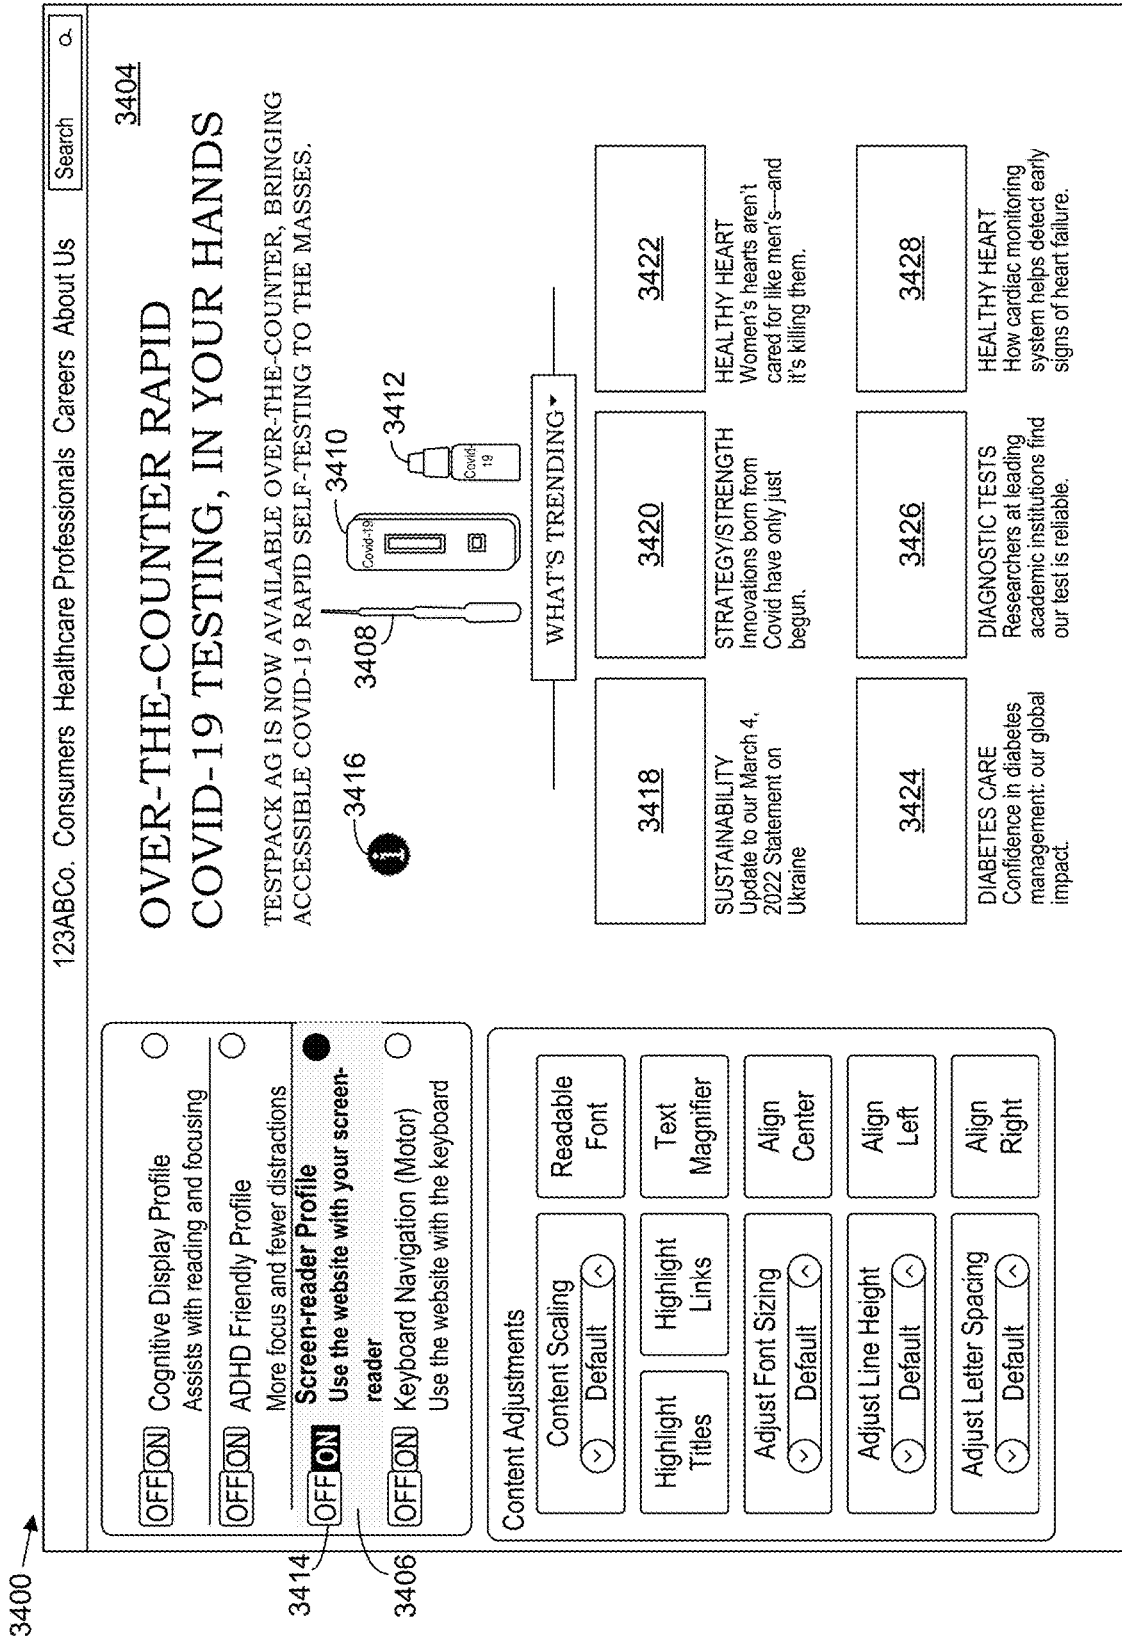 3400
123ABCo. Consumers Healthcare Professionals Careers About Us
Search
3404
OFF ON Cognitive Display Profile
Assists with reading and focusing
OFF ON ADHD Friendly Profile
More focus and fewer distractions
3414
OFF ON Screen-reader Profile
Use the website with your screen-
reader
3406
OFF ON Keyboard Navigation (Motor)
Use the website with the keyboard
Content Adjustments
Content Scaling
Default
Readable
Font
Highlight
Titles
Highlight
Links
Text
Magnifier
Adjust Font Sizing
Default
Align
Center
Adjust Line Height
Default
Align
Left
Adjust Letter Spacing
Default
Align
Right
OVER-THE-COUNTER RAPID
COVID-19 TESTING, IN YOUR HANDS
TESTPACK AG IS NOW AVAILABLE OVER-THE-COUNTER, BRINGING
ACCESSIBLE COVID-19 RAPID SELF-TESTING TO THE MASSES.
3416
i
3408
3410
Covid-19
3412
Covid-
19
WHAT'S TRENDING
3418
SUSTAINABILITY
Update to our March 4,
2022 Statement on
Ukraine
3420
STRATEGY/STRENGTH
Innovations born from
Covid have only just
begun.
3422
HEALTHY HEART
Women's hearts aren't
cared for like men's---and
it's killing them.
3424
DIABETES CARE
Confidence in diabetes
management: our global
impact.
3426
DIAGNOSTIC TESTS
Researchers at leading
academic institutions find
our test is reliable.
3428
HEALTHY HEART
How cardiac monitoring
system helps detect early
signs of heart failure.